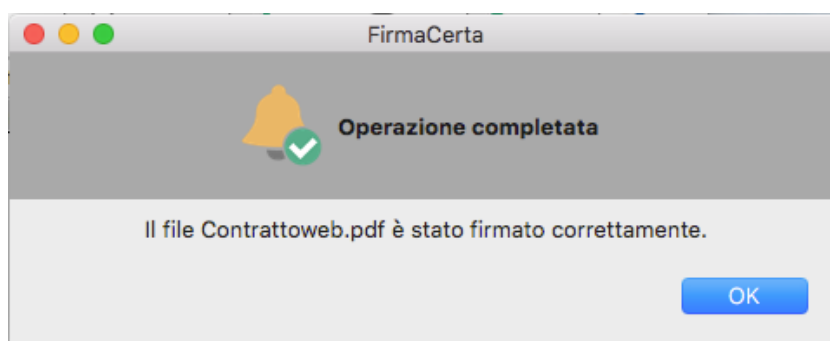 FirmaCerta
Operazione completata
Il file Contrattoweb.pdf è stato firmato correttamente.
OK